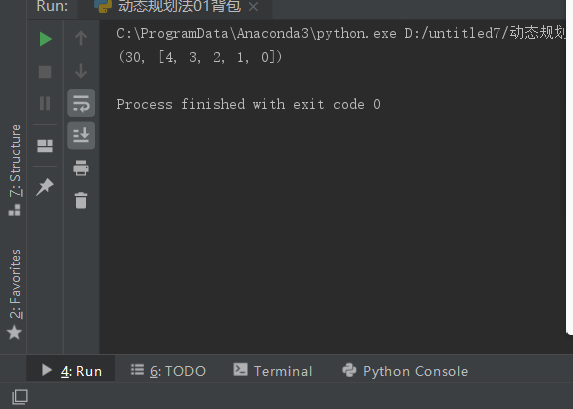 Run: 动态规划法01背包
C:\ProgramData\Anaconda3\python.exe D:/untitled7/动态规划
(30, [4, 3, 2, 1, 0])
Process finished with exit code 0
7: Structure
2: Favorites
4: Run 6: TODO Terminal Python Console